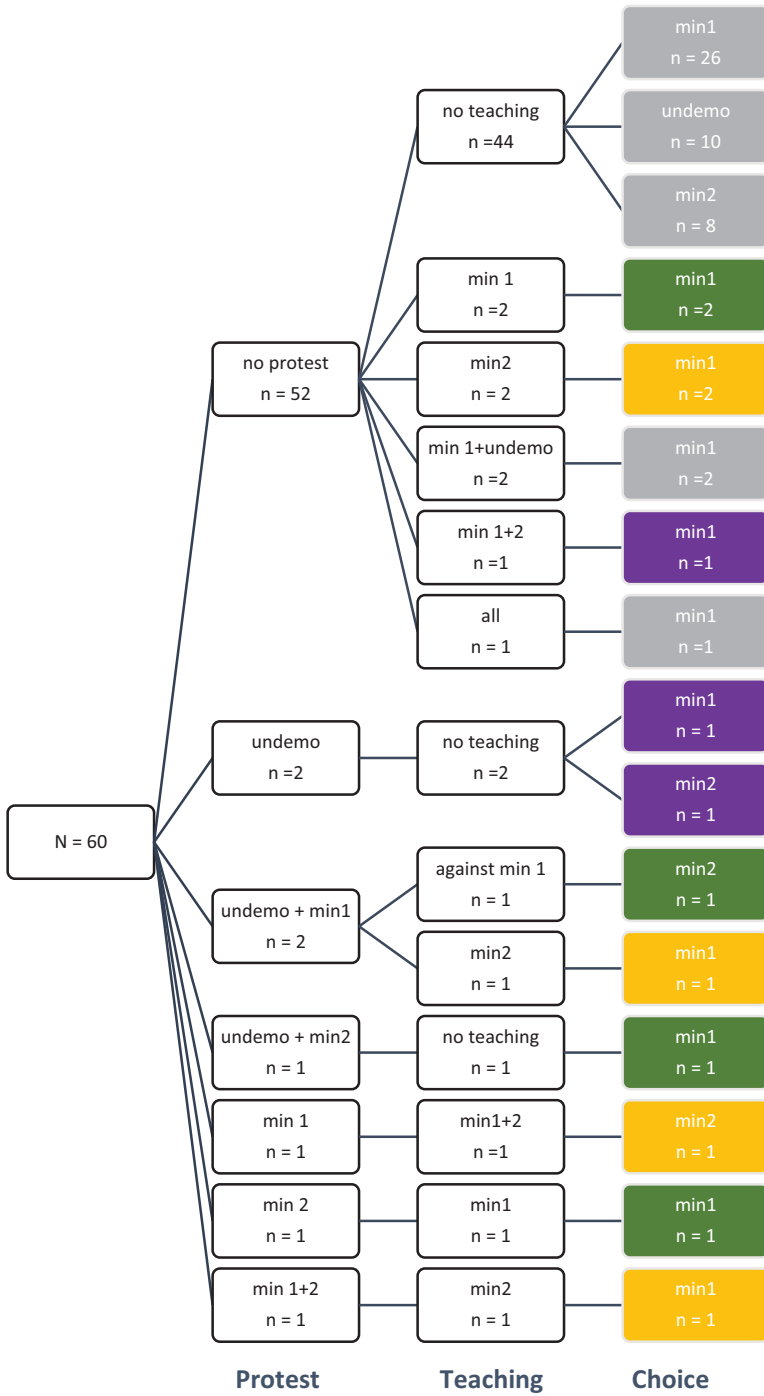 min1
n = 26
no teaching
n =44
undemo
n = 10
min2
n = 8
min 1
n =2
min1
n =2
no protest
n = 52
min2
n = 2
min1
n =2
min 1+undemo
n =2
min1
n =2
min 1+2
n =1
min1
n =1
all
n = 1
min1
n =1
undemo
n =2
no teaching
n =2
min1
n = 1
min2
n = 1
N = 60
undemo + min1
n = 2
against min 1
n = 1
min2
n = 1
min2
n = 1
min1
n = 1
undemo + min2
n = 1
no teaching
n = 1
min1
n = 1
min 1
n = 1
min1+2
n =1
min2
n = 1
min 2
n = 1
min1
n = 1
min1
n = 1
min 1+2
n = 1
min2
n = 1
min1
n = 1
Protest
Teaching
Choice